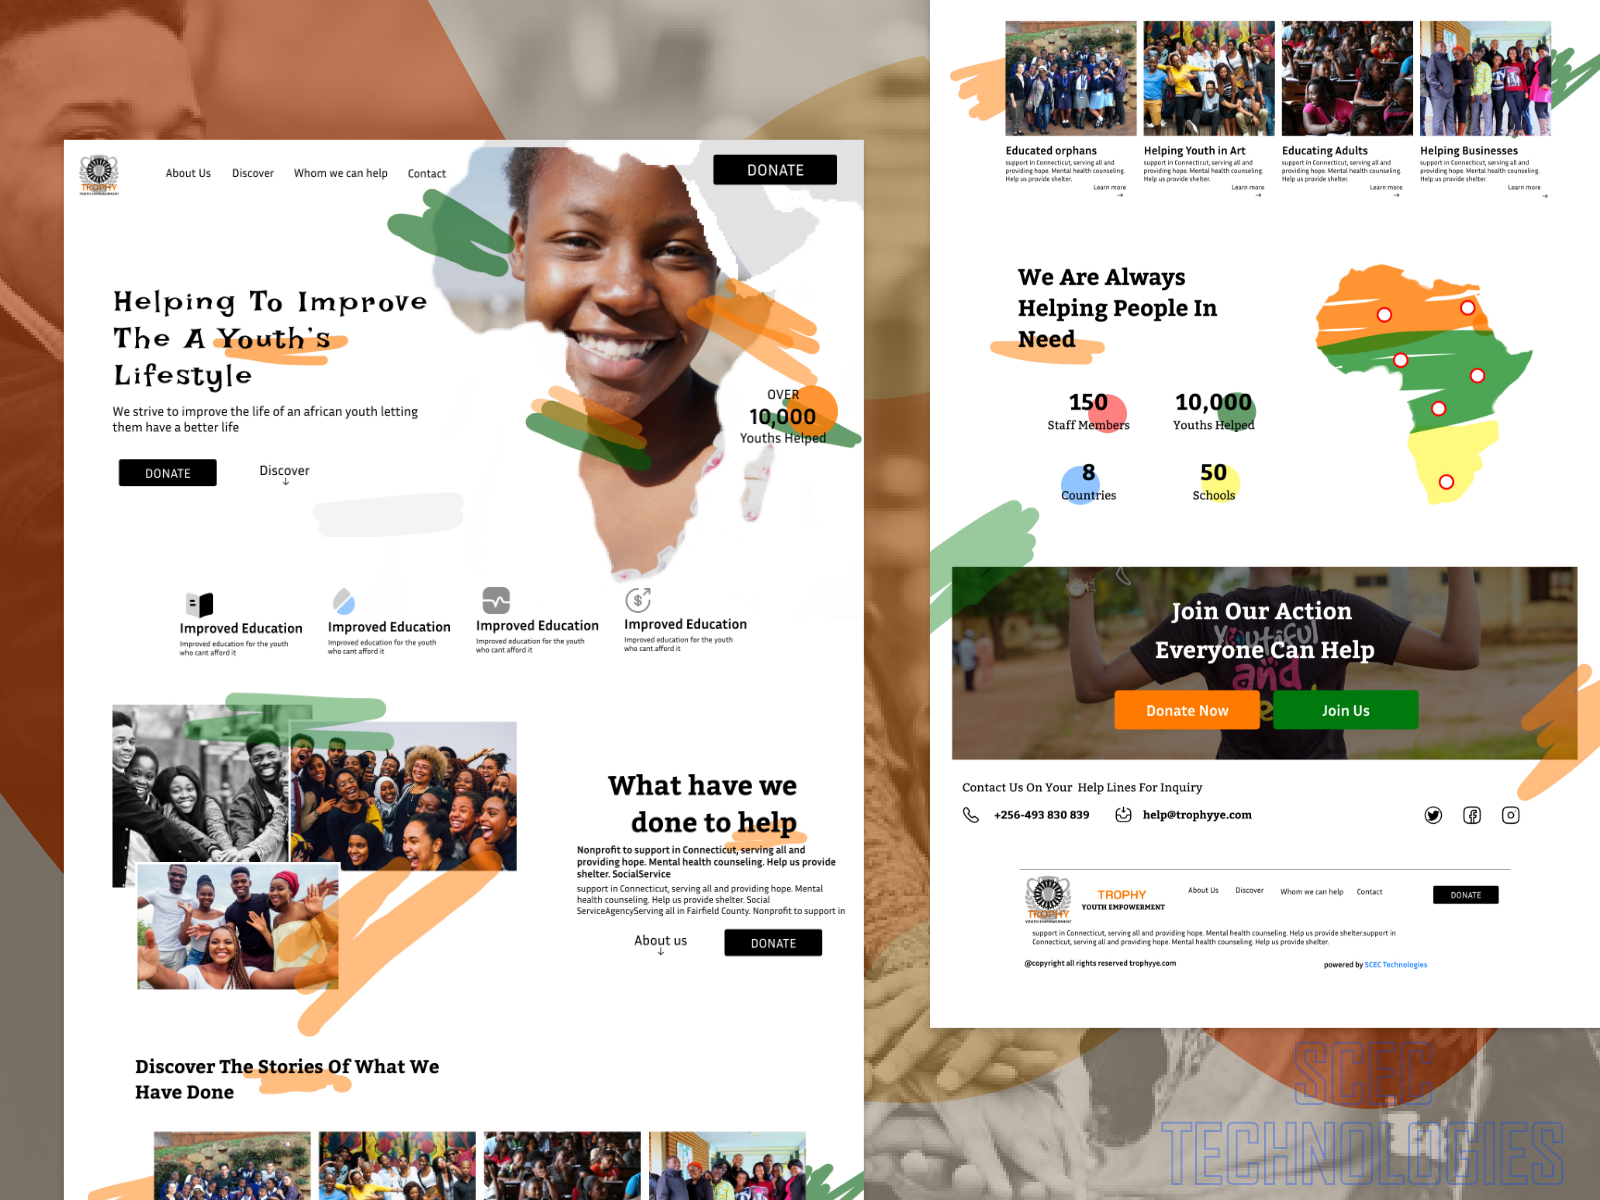 TROPHY
YOUTH EMPOWERMENT
About Us
Discover
Whom we can help
Contact
DONATE
Helping To Improve
The A Youth's
Lifestyle
We strive to improve the life of an african youth letting
them have a better life
DONATE
Discover
↓
OVER
10,000
Youths Helped
Improved Education
Improved education for the youth
who cant afford it
Improved Education
Improved education for the youth
who cant afford it
Improved Education
Improved education for the youth
who cant afford it
Improved Education
Improved education for the youth
who cant afford it
What have we
done to help
Nonprofit to support in Connecticut, serving all and
providing hope. Mental health counseling. Help us provide
shelter. SocialService
support in Connecticut, serving all and providing hope. Mental
health counseling. Help us provide shelter. Social
ServiceAgencyServing all in Fairfield County. Nonprofit to support in
About us
↓
DONATE
Discover The Stories Of What We
Have Done
Educated orphans
support in Connecticut, serving all and
providing hope. Mental health counseling.
Help us provide shelter.
Learn more
→
Helping Youth in Art
support in Connecticut, serving all and
providing hope. Mental health counseling.
Help us provide shelter.
Learn more
→
Educating Adults
support in Connecticut, serving all and
providing hope. Mental health counseling.
Help us provide shelter.
Learn more
→
Helping Businesses
support in Connecticut, serving all and
providing hope. Mental health counseling.
Help us provide shelter.
Learn more
→
We Are Always
Helping People In
Need
150
Staff Members
10,000
Youths Helped
8
Countries
50
Schools
Join Our Action
Everyone Can Help
Youtiful
and
Donate Now
Join Us
Contact Us On Your Help Lines For Inquiry
+256-493 830 839
help@trophyye.com
TROPHY
YOUTH EMPOWERMENT
TROPHY
YOUTH EMPOWERMENT
About Us
Discover
Whom we can help
Contact
DONATE
support in Connecticut, serving all and providing hope. Mental health counseling. Help us provide shelter.support in
Connecticut, serving all and providing hope. Mental health counseling. Help us provide shelter.
@copyright all rights reserved trophyye.com
powered by SCEC Technologies
SCEC
TECHNOLOGIES